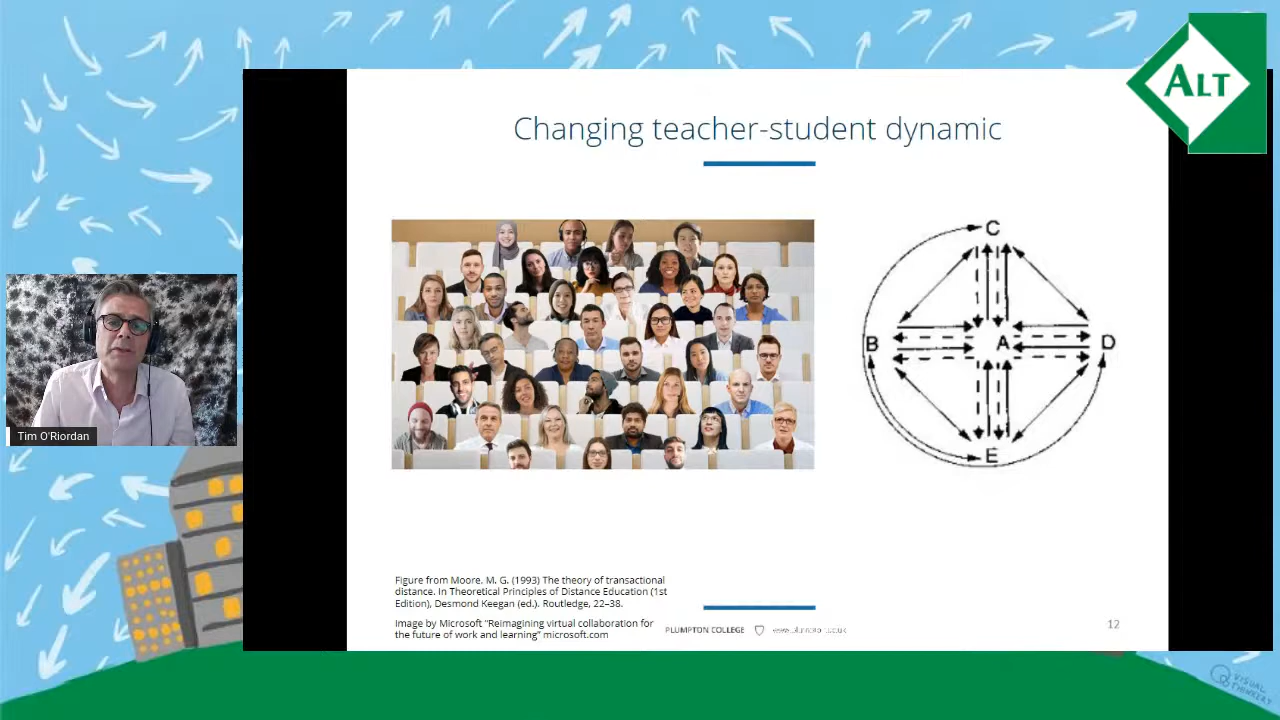 ALT
Changing teacher-student dynamic
C
B
A
D
E
Tim O'Riordan
Figure from Moore. M. G. (1993) The theory of transactional
distance. In Theoretical Principles of Distance Education (1st
Edition), Desmond Keegan (ed.). Routledge, 22–38.
Image by Microsoft "Reimagining virtual collaboration for
the future of work and learning" microsoft.com
PLUMPTON COLLEGE
12
VISUAL
THINKERY